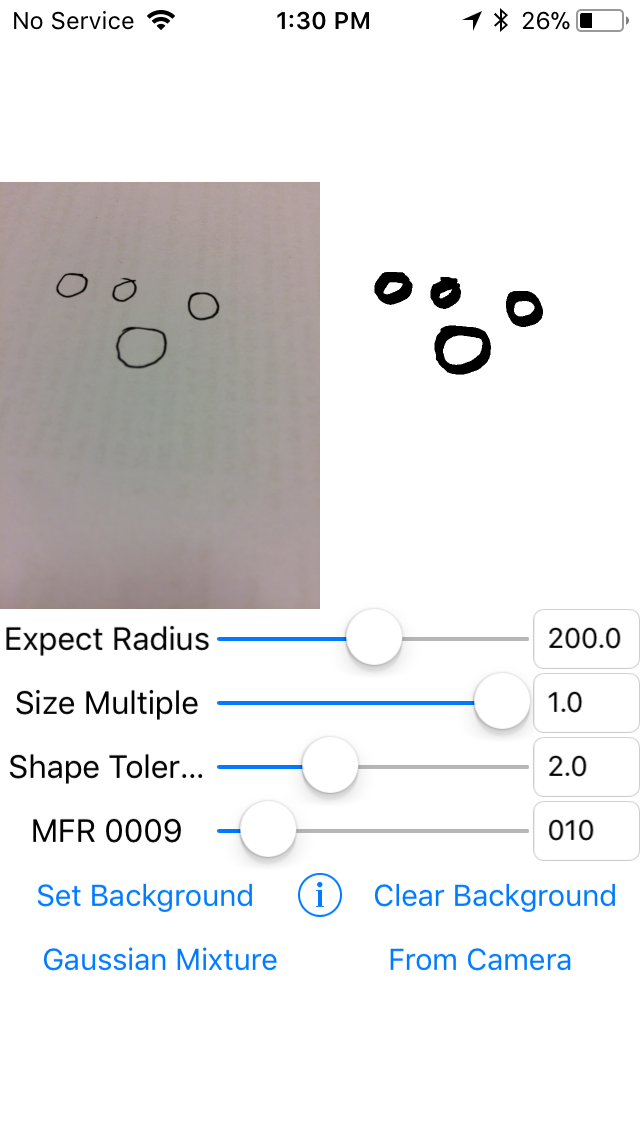 No Service 1:30 PM 26%
Expect Radius 200.0
Size Multiple 1.0
Shape Toler... 2.0
MFR 0009 010
Set Background i Clear Background
Gaussian Mixture From Camera